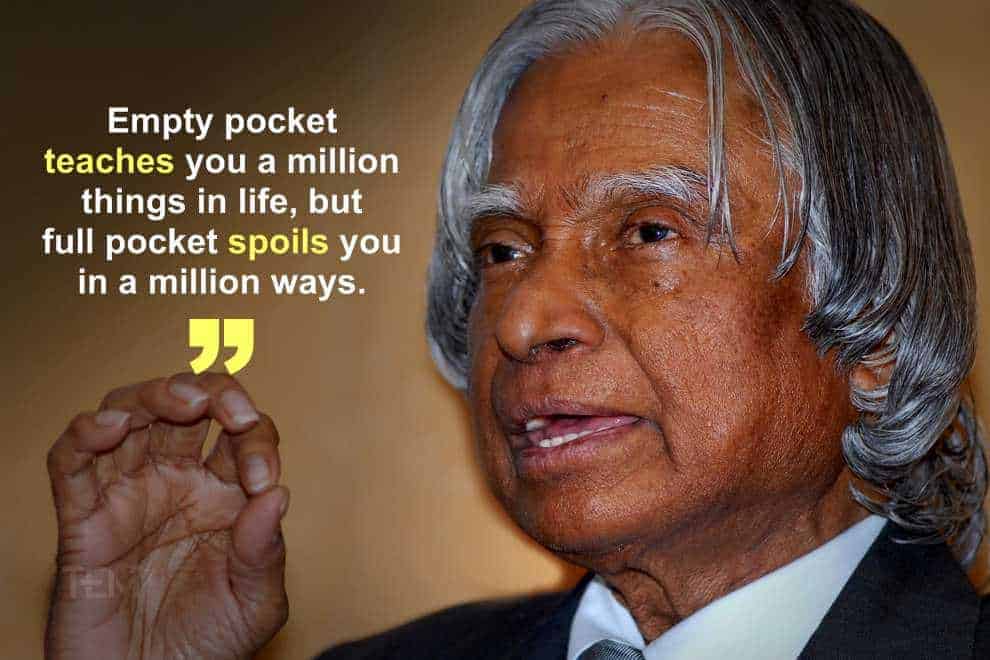 Empty pocket
teaches you a million
things in life, but
full pocket spoils you
in a million ways.
”